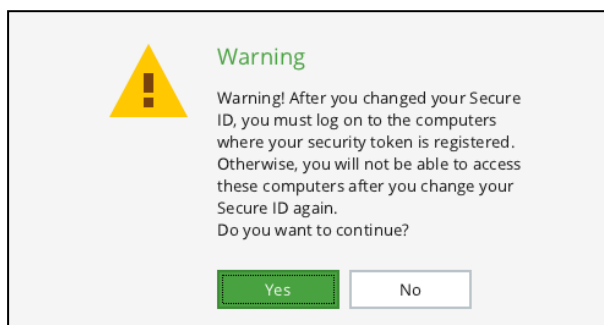 Warning
Warning! After you changed your Secure
ID, you must log on to the computers
where your security token is registered.
Otherwise, you will not be able to access
these computers after you change your
Secure ID again.
Do you want to continue?
Yes No